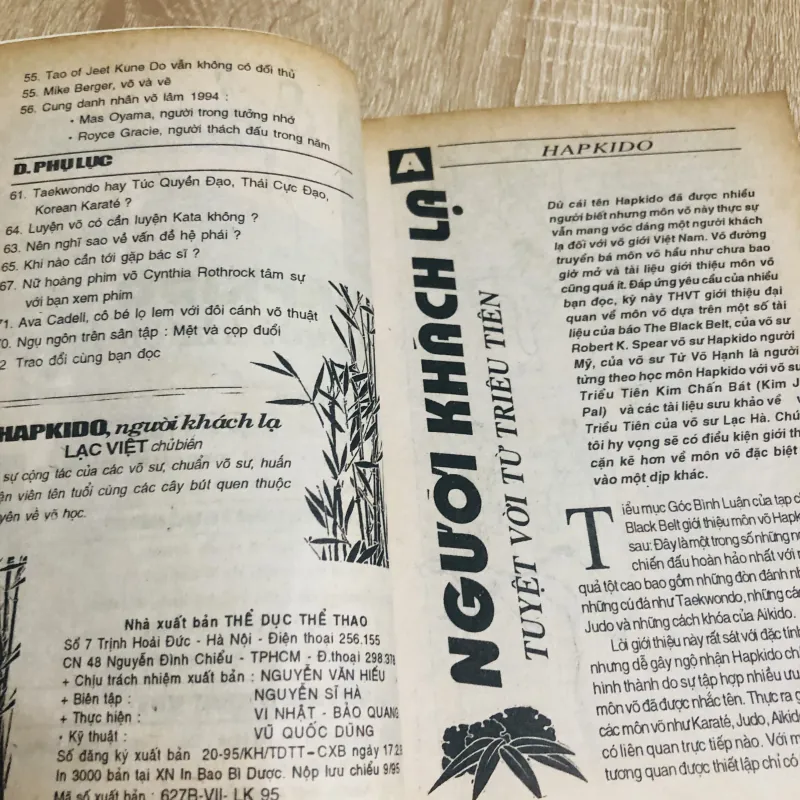 55. Tao of Jeet Kune Do vẫn không có đối thủ
55. Mike Berger, võ và vẽ
56. Cung danh nhân võ lâm 1994 :
• Mas Oyama, người trong tưởng nhớ
• Royce Gracie, người thách đấu trong năm
D. PHỤ LỤC
61. Taekwondo hay Túc Quyền Đạo, Thái Cực Đạo,
Korean Karaté ?
64. Luyện võ có cần luyện Kata không ?
63. Nên nghĩ sao về vấn đề hệ phái ?
65. Khi nào cần tới gặp bác sĩ ?
67. Nữ hoàng phim võ Cynthia Rothrock tâm sự
với bạn xem phim
71. Ava Cadell, cô bé lọ lem với đôi cánh võ thuật
70. Ngụ ngôn trên sân tập : Mệt và cọp đuổi
2 Trao đổi cùng bạn đọc
HAPKIDO, người khách lạ
LẠC VIỆT chủ biên
sự cộng tác của các võ sư, chuẩn võ sư, huấn
viên tên tuổi cùng các cây bút quen thuộc
về võ học.
Nhà xuất bản THỂ DỤC THỂ THAO
Số 7 Trịnh Hoài Đức - Hà Nội - Điện thoại 256.155
CN 48 Nguyễn Đình Chiểu - TPHCM - Đ.thoại 298.378
+ Chịu trách nhiệm xuất bản : NGUYỄN VĂN HIẾU
+ Biên tập : NGUYỄN SĨ HÀ
+ Thực hiện : VI NHẬT - BẢO QUANG
• Kỹ thuật : VŨ QUỐC DŨNG
Số đăng ký xuất bản 20-95/KH/TDTT-CXB ngày
In 3000 bản tại XN In Bao Bì Dược. Nộp lưu chiểu 9/95
Mã số xuất bản : 627B-VII- LK 95
HAPKIDO
A
NGƯỜI KHÁCH LẠ
TUYỆT VỜI TỪ TRIỀU TIÊN
Dù cái tên Hapkido đã được nhiều
người biết nhưng môn võ này thực sự
vẫn mang vóc dáng một người khách
lạ đối với võ giới Việt Nam. Võ đường
truyền bá môn võ hầu như chưa bao
giờ mở và tài liệu giới thiệu môn võ
cũng quá ít. Đáp ứng yêu cầu của nhiều
bạn đọc, kỳ này THVT giới thiệu đại
quan về môn võ dựa trên một số tài
liệu của báo The Black Belt, của võ sư
Robert K. Spear võ sư Hapkido người
Mỹ, của võ sư Từ Võ Hạnh là người
từng theo học môn Hapkido với võ sư
Triều Tiên Kim Chấn Bát (Kim J
Pal) và các tài liệu sưu khảo về
Triều Tiên của võ sư Lạc Hà. Chú
tôi hy vọng sẽ có điều kiện giới th
cặn kẽ hơn về môn võ đặc biệt
vào một dịp khác.
Tiểu mục Góc Bình Luận của tạp c
Black Belt giới thiệu môn võ Hapk
sau: Đây là một trong số những n
chiến đấu hoàn hảo nhất với
quả tột cao bao gồm những đòn đánh nh
những cú đá như Taekwondo, những cá
Judo và những cách khóa của Aikido.
Lời giới thiệu này rất sát với đặc tính
nhưng dễ gây ngộ nhận Hapkido ch
hình thành do sự tập hợp nhiều ưu
môn võ đã được nhắc tên. Thực ra
các môn võ như Karaté, Judo, Aikid
có liên quan trực tiếp nào. Với m
tương quan được thiết lập chỉ có